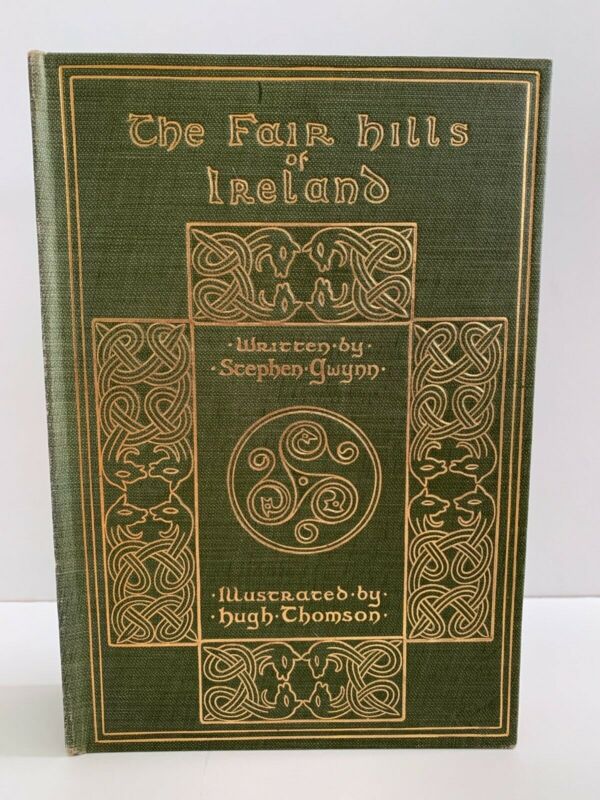 The Fair hills
of
Ireland
·Written·by·
·Stephen·Gwynn·
·Illustrated·by·
·hugh·Thomson·